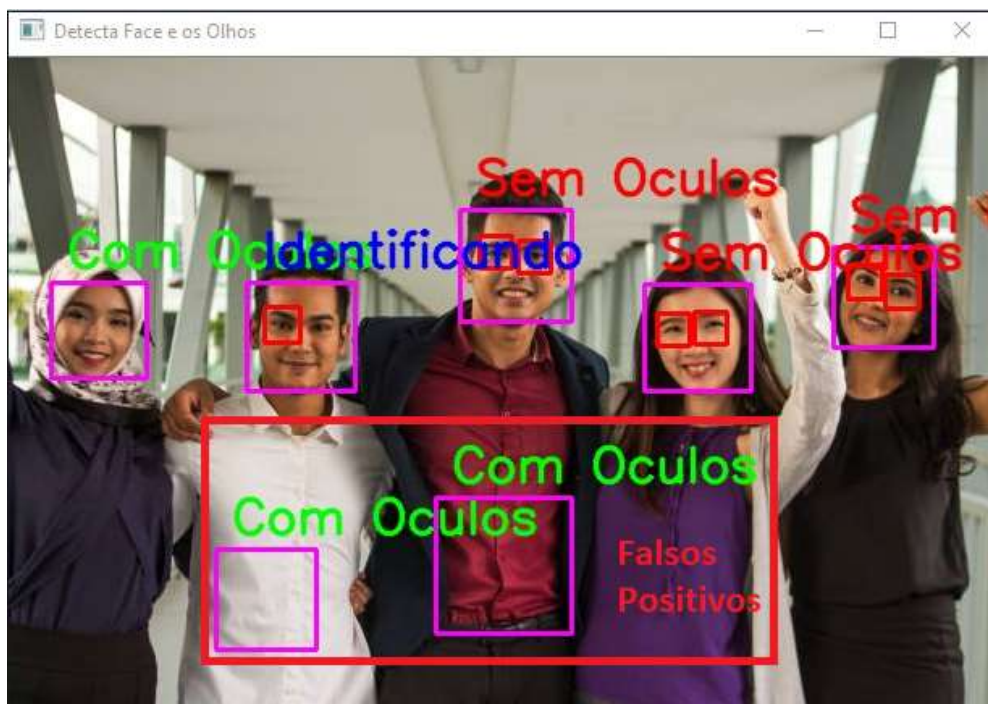 Detecta Face e os Olhos
Sem Oculos
Sem
Com Oculos
Identificando
Sem Oculos
Com Oculos
Com Oculos
Falsos
Positivos